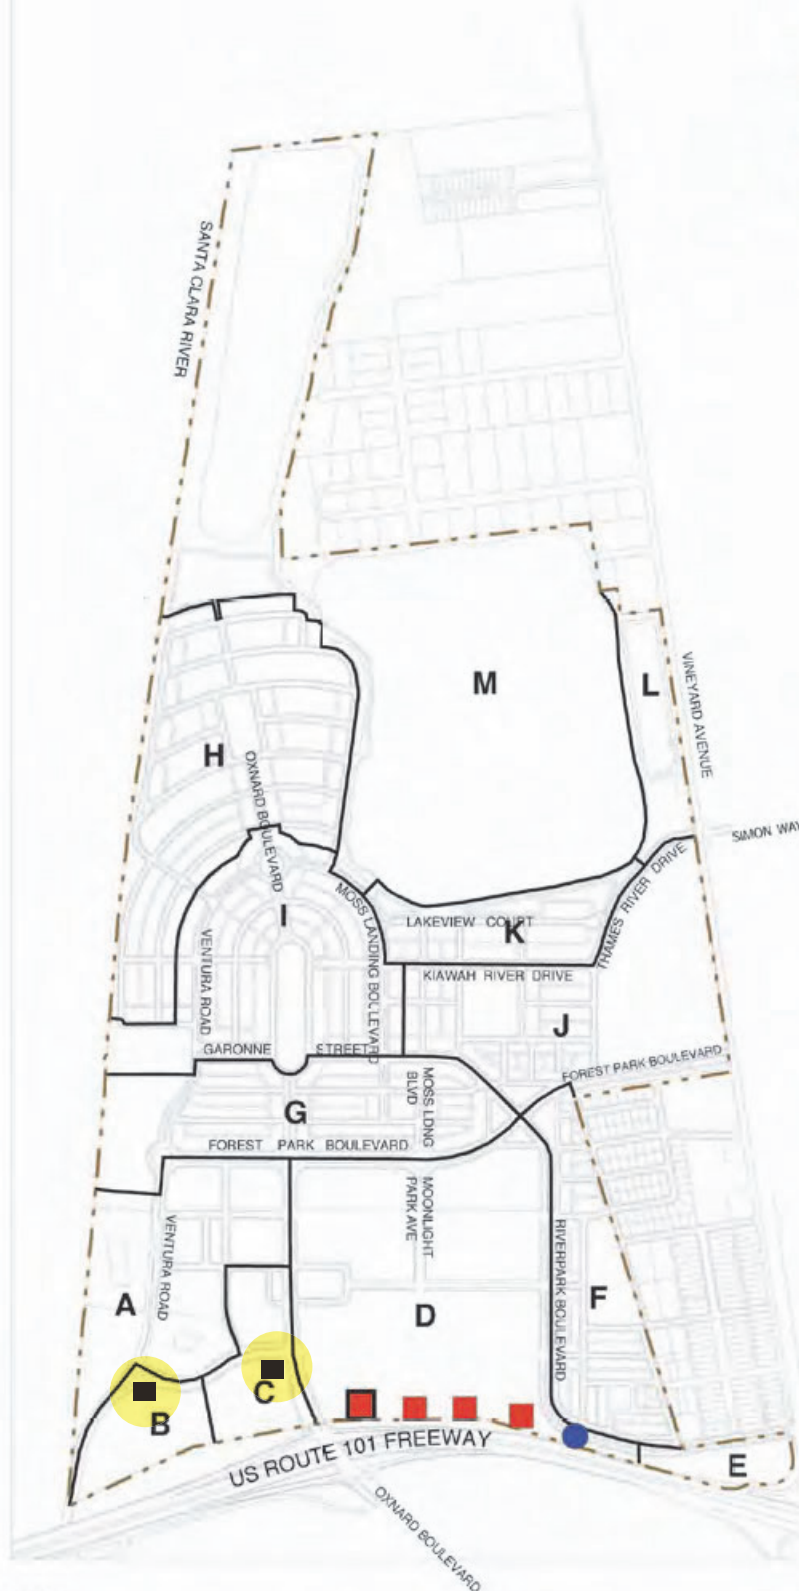 SANTA CLARA RIVER
M
L
VINEYARD AVENUE
H
OXNARD BOULEVARD
SIMON WAY
THAMES RIVER DRIVE
MOSS LANDING BOULEVARD
I
LAKEVIEW COURT
K
VENTURA ROAD
KIAWAH RIVER DRIVE
J
GARONNE STREET
FOREST PARK BOULEVARD
MOSS LDNG
BLVD
G
FOREST PARK BOULEVARD
MOONLIGHT
PARK AVE
VENTURA ROAD
RIVERPARK BOULEVARD
A
F
D
C
B
US ROUTE 101 FREEWAY
E
OXNARD BOULEVARD